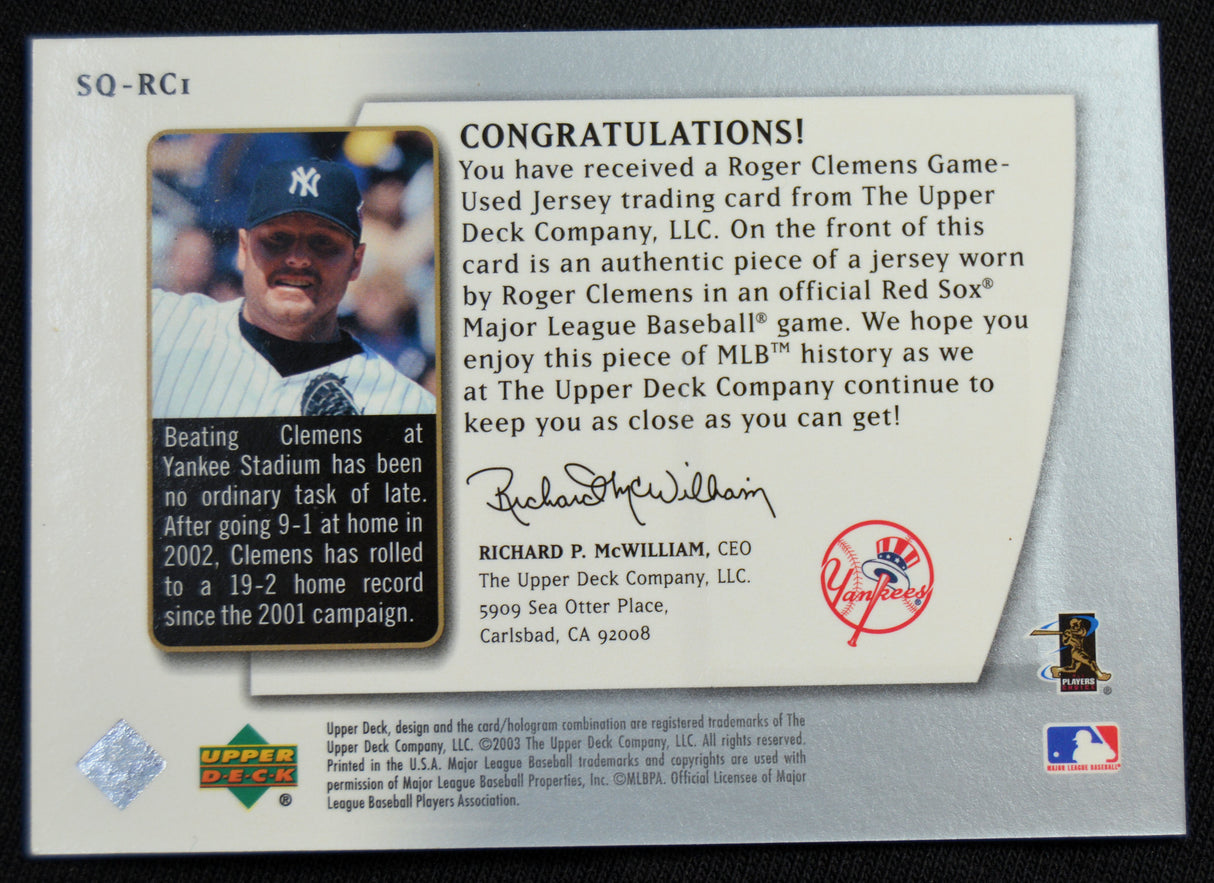 SQ-RC1
NY
Beating Clemens at
Yankee Stadium has been
no ordinary task of late.
After going 9-1 at home in
2002, Clemens has rolled
to a 19-2 home record
since the 2001 campaign.
CONGRATULATIONS!
You have received a Roger Clemens Game-
Used Jersey trading card from The Upper
Deck Company, LLC. On the front of this
card is an authentic piece of a jersey worn
by Roger Clemens in an official Red Sox®
Major League Baseball® game. We hope you
enjoy this piece of MLB™ history as we
at The Upper Deck Company continue to
keep you as close as you can get!
Richard McWilliam
RICHARD P. McWILLIAM, CEO
The Upper Deck Company, LLC.
5909 Sea Otter Place,
Carlsbad, CA 92008
Yankees®
PLAYERS
CHOICE
®
UPPER
D·E·C·K
®
Upper Deck, design and the card/hologram combination are registered trademarks of The
Upper Deck Company, LLC. ©2003 The Upper Deck Company, LLC. All rights reserved.
Printed in the U.S.A. Major League Baseball trademarks and copyrights are used with
permission of Major League Baseball Properties, Inc. ©MLBPA. Official Licensee of Major
League Baseball Players Association.
MAJOR LEAGUE BASEBALL®